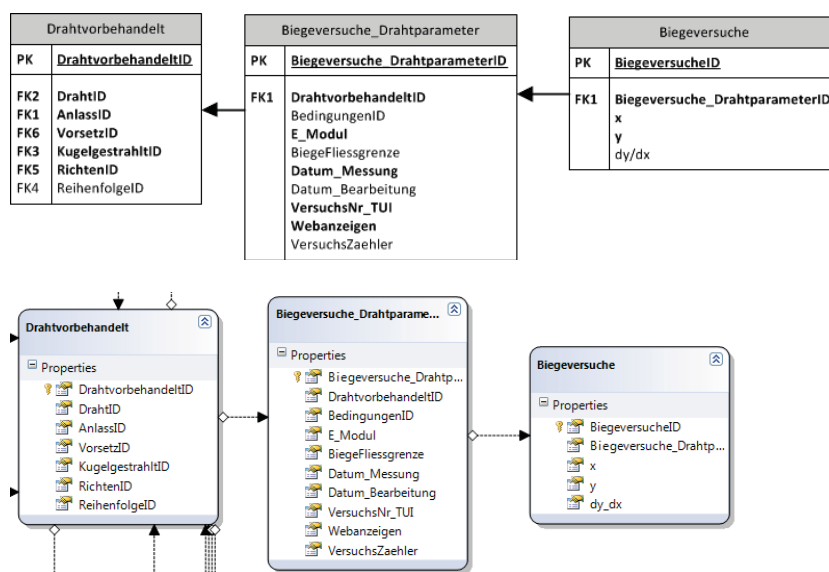 Drahtvorbehandelt
PK DrahtvorbehandeltID
FK2 DrahtID
FK1 AnlassID
FK6 VorsetzID
FK3 KugelgestrahltID
FK5 RichtenID
FK4 ReihenfolgeID
Biegeversuche_Drahtparameter
PK Biegeversuche_DrahtparameterID
FK1 DrahtvorbehandeltID
BedingungenID
E_Modul
BiegeFliessgrenze
Datum_Messung
Datum_Bearbeitung
VersuchsNr_TUI
Webanzeigen
VersuchsZaehler
Biegeversuche
PK BiegeversucheID
FK1 Biegeversuche_DrahtparameterID
x
y
dy/dx
Drahtvorbehandelt
Properties
DrahtvorbehandeltID
DrahtID
AnlassID
VorsetzID
KugelgestrahltID
RichtenID
ReihenfolgeID
Biegeversuche_Drahtparame...
Properties
Biegeversuche_Drahtp...
DrahtvorbehandeltID
BedingungenID
E_Modul
BiegeFliessgrenze
Datum_Messung
Datum_Bearbeitung
VersuchsNr_TUI
Webanzeigen
VersuchsZaehler
Biegeversuche
Properties
BiegeversucheID
Biegeversuche_Drahtp...
x
y
dy_dx